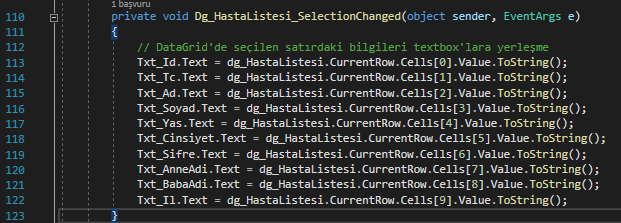 1 başvuru
110 private void Dg_HastaListesi_SelectionChanged(object sender, EventArgs e)
111 {
112 // DataGrid'de seçilen satırdaki bilgileri textbox'lara yerleşme
113 Txt_Id.Text = dg_HastaListesi.CurrentRow.Cells[0].Value.ToString();
114 Txt_Tc.Text = dg_HastaListesi.CurrentRow.Cells[1].Value.ToString();
115 Txt_Ad.Text = dg_HastaListesi.CurrentRow.Cells[2].Value.ToString();
116 Txt_Soyad.Text = dg_HastaListesi.CurrentRow.Cells[3].Value.ToString();
117 Txt_Yas.Text = dg_HastaListesi.CurrentRow.Cells[4].Value.ToString();
118 Txt_Cinsiyet.Text = dg_HastaListesi.CurrentRow.Cells[5].Value.ToString();
119 Txt_Sifre.Text = dg_HastaListesi.CurrentRow.Cells[6].Value.ToString();
120 Txt_AnneAdi.Text = dg_HastaListesi.CurrentRow.Cells[7].Value.ToString();
121 Txt_BabaAdi.Text = dg_HastaListesi.CurrentRow.Cells[8].Value.ToString();
122 Txt_Il.Text = dg_HastaListesi.CurrentRow.Cells[9].Value.ToString();
123 }